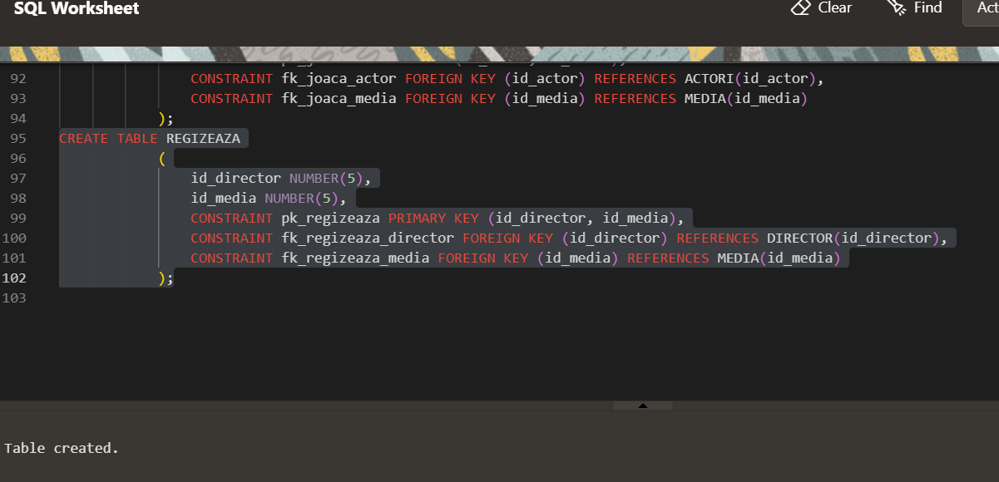 SQL Worksheet
Clear
Find
92 CONSTRAINT fk_joaca_actor FOREIGN KEY (id_actor) REFERENCES ACTORI(id_actor),
93 CONSTRAINT fk_joaca_media FOREIGN KEY (id_media) REFERENCES MEDIA(id_media)
94 );
95 CREATE TABLE REGIZEAZA
96 (
97 id_director NUMBER(5),
98 id_media NUMBER(5),
99 CONSTRAINT pk_regizeaza PRIMARY KEY (id_director, id_media),
100 CONSTRAINT fk_regizeaza_director FOREIGN KEY (id_director) REFERENCES DIRECTOR(id_director),
101 CONSTRAINT fk_regizeaza_media FOREIGN KEY (id_media) REFERENCES MEDIA(id_media)
102 );
103
Table created.